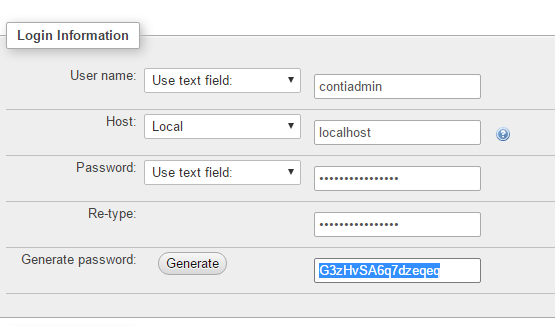 Login Information
User name: Use text field: contiadmin
Host: Local localhost
Password: Use text field: ••••••••••••••••
Re-type: ••••••••••••••••
Generate password: Generate G3zHvSA6q7dzeqeq